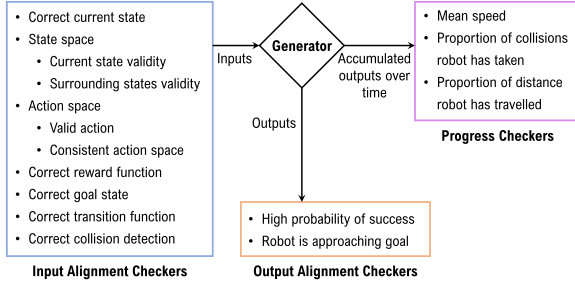 • Correct current state
• State space
• Current state validity
• Surrounding states validity
• Action space
• Valid action
• Consistent action space
• Correct reward function
• Correct goal state
• Correct transition function
• Correct collision detection
Input Alignment Checkers
Inputs
Generator
Outputs
Accumulated
outputs over
time
• High probability of success
• Robot is approaching goal
Output Alignment Checkers
• Mean speed
• Proportion of collisions
robot has taken
• Proportion of distance
robot has travelled
Progress Checkers